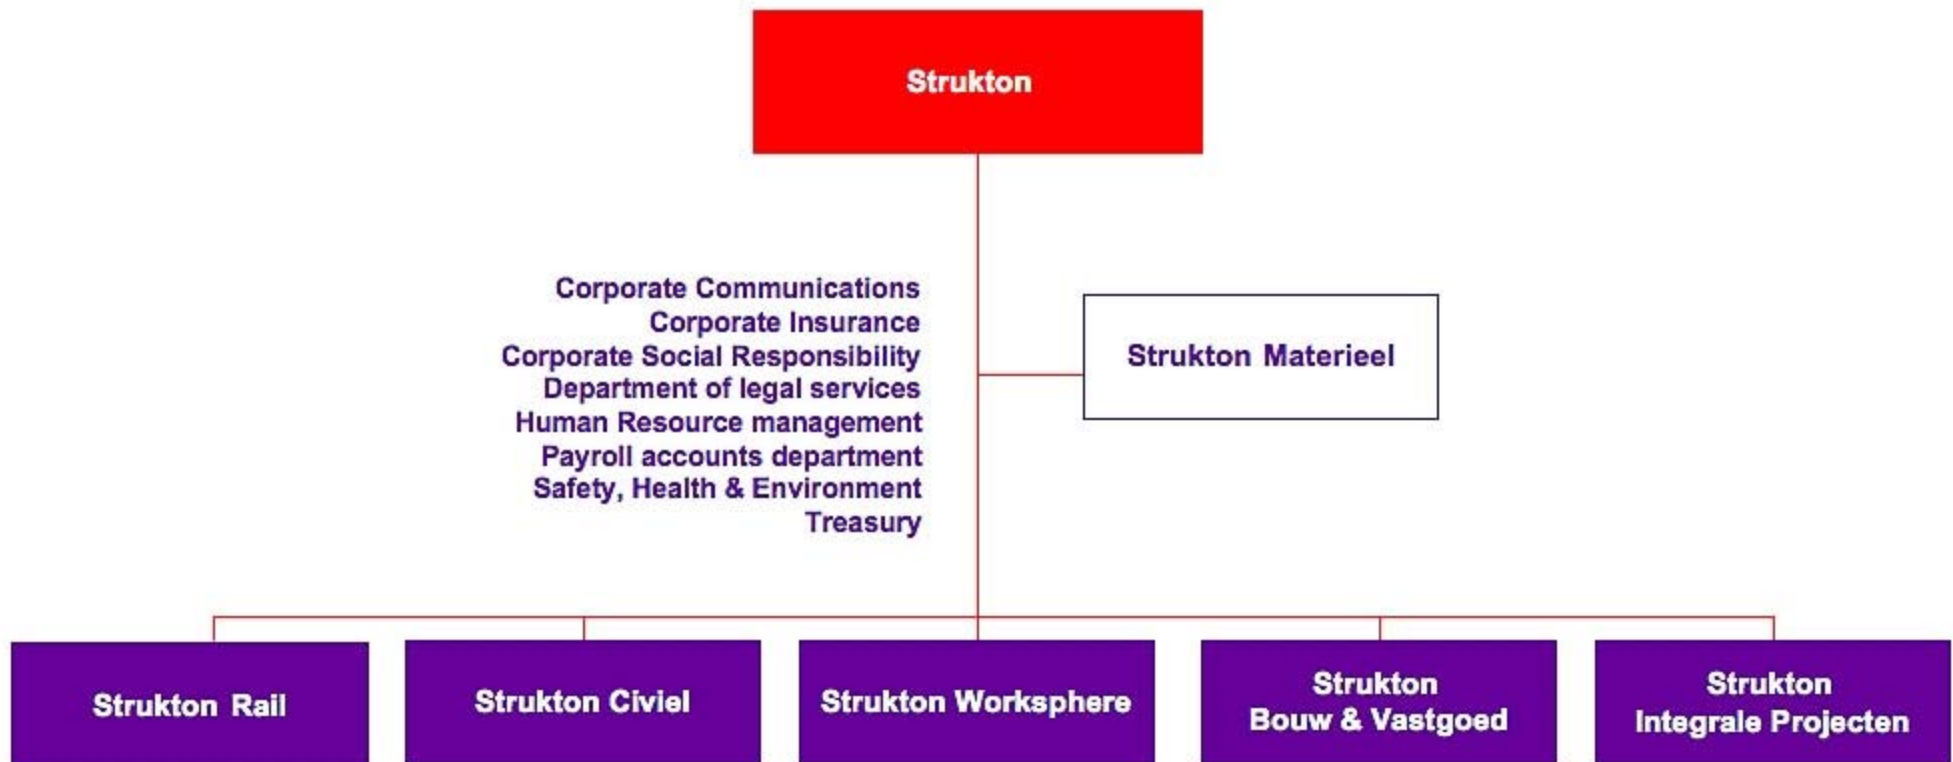 Strukton
Corporate Communications
Corporate Insurance
Corporate Social Responsibility
Department of legal services
Human Resource management
Payroll accounts department
Safety, Health & Environment
Treasury
Strukton Materieel
Strukton Rail
Strukton Civiel
Strukton Worksphere
Strukton
Bouw & Vastgoed
Strukton
Integrale Projecten